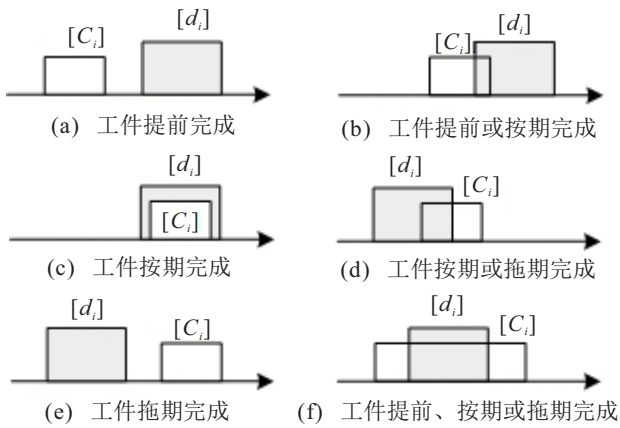 [C_i] [d_i]
(a) 工件提前完成
[C_i] [d_i]
(b) 工件提前或按期完成
[d_i]
[C_i]
(c) 工件按期完成
[d_i] [C_i]
(d) 工件按期或拖期完成
[d_i] [C_i]
(e) 工件拖期完成
[d_i] [C_i]
(f) 工件提前、按期或拖期完成